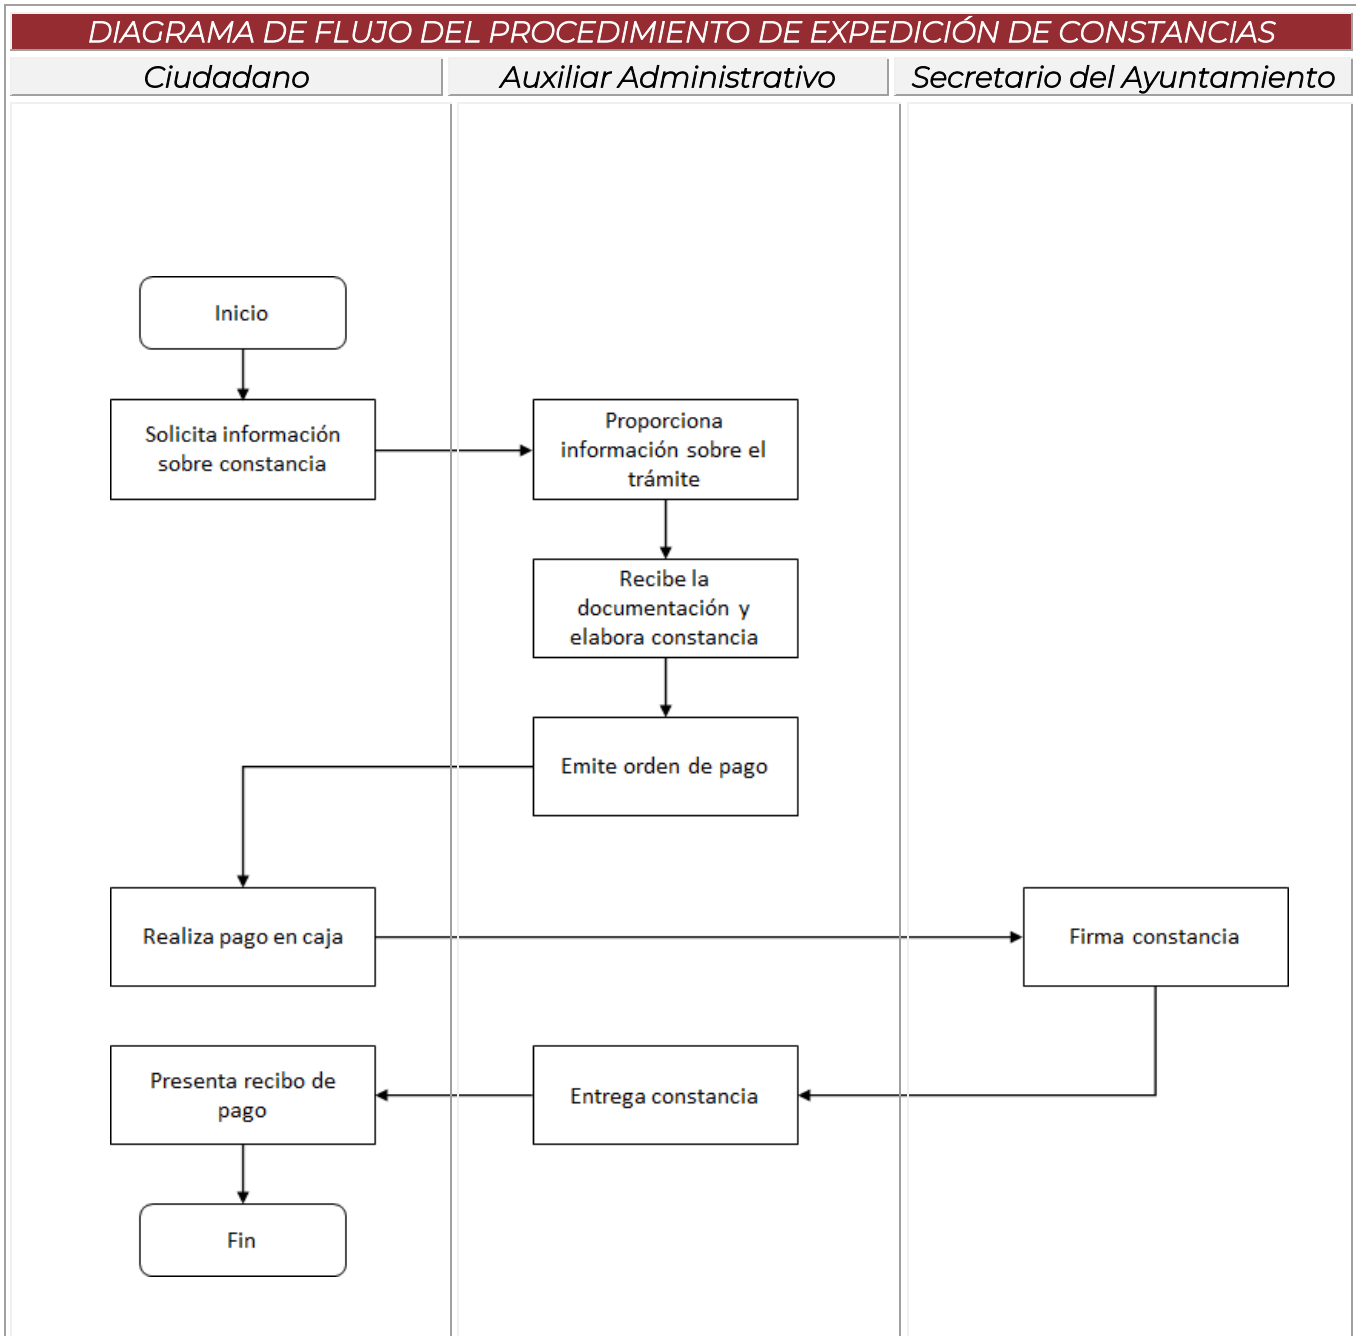 DIAGRAMA DE FLUJO DEL PROCEDIMIENTO DE EXPEDICIÓN DE CONSTANCIAS
Ciudadano
Auxiliar Administrativo
Secretario del Ayuntamiento
Inicio
Solicita información
sobre constancia
Proporciona
información sobre el
trámite
Recibe la
documentación y
elabora constancia
Emite orden de pago
Realiza pago en caja
Firma constancia
Presenta recibo de
pago
Entrega constancia
Fin